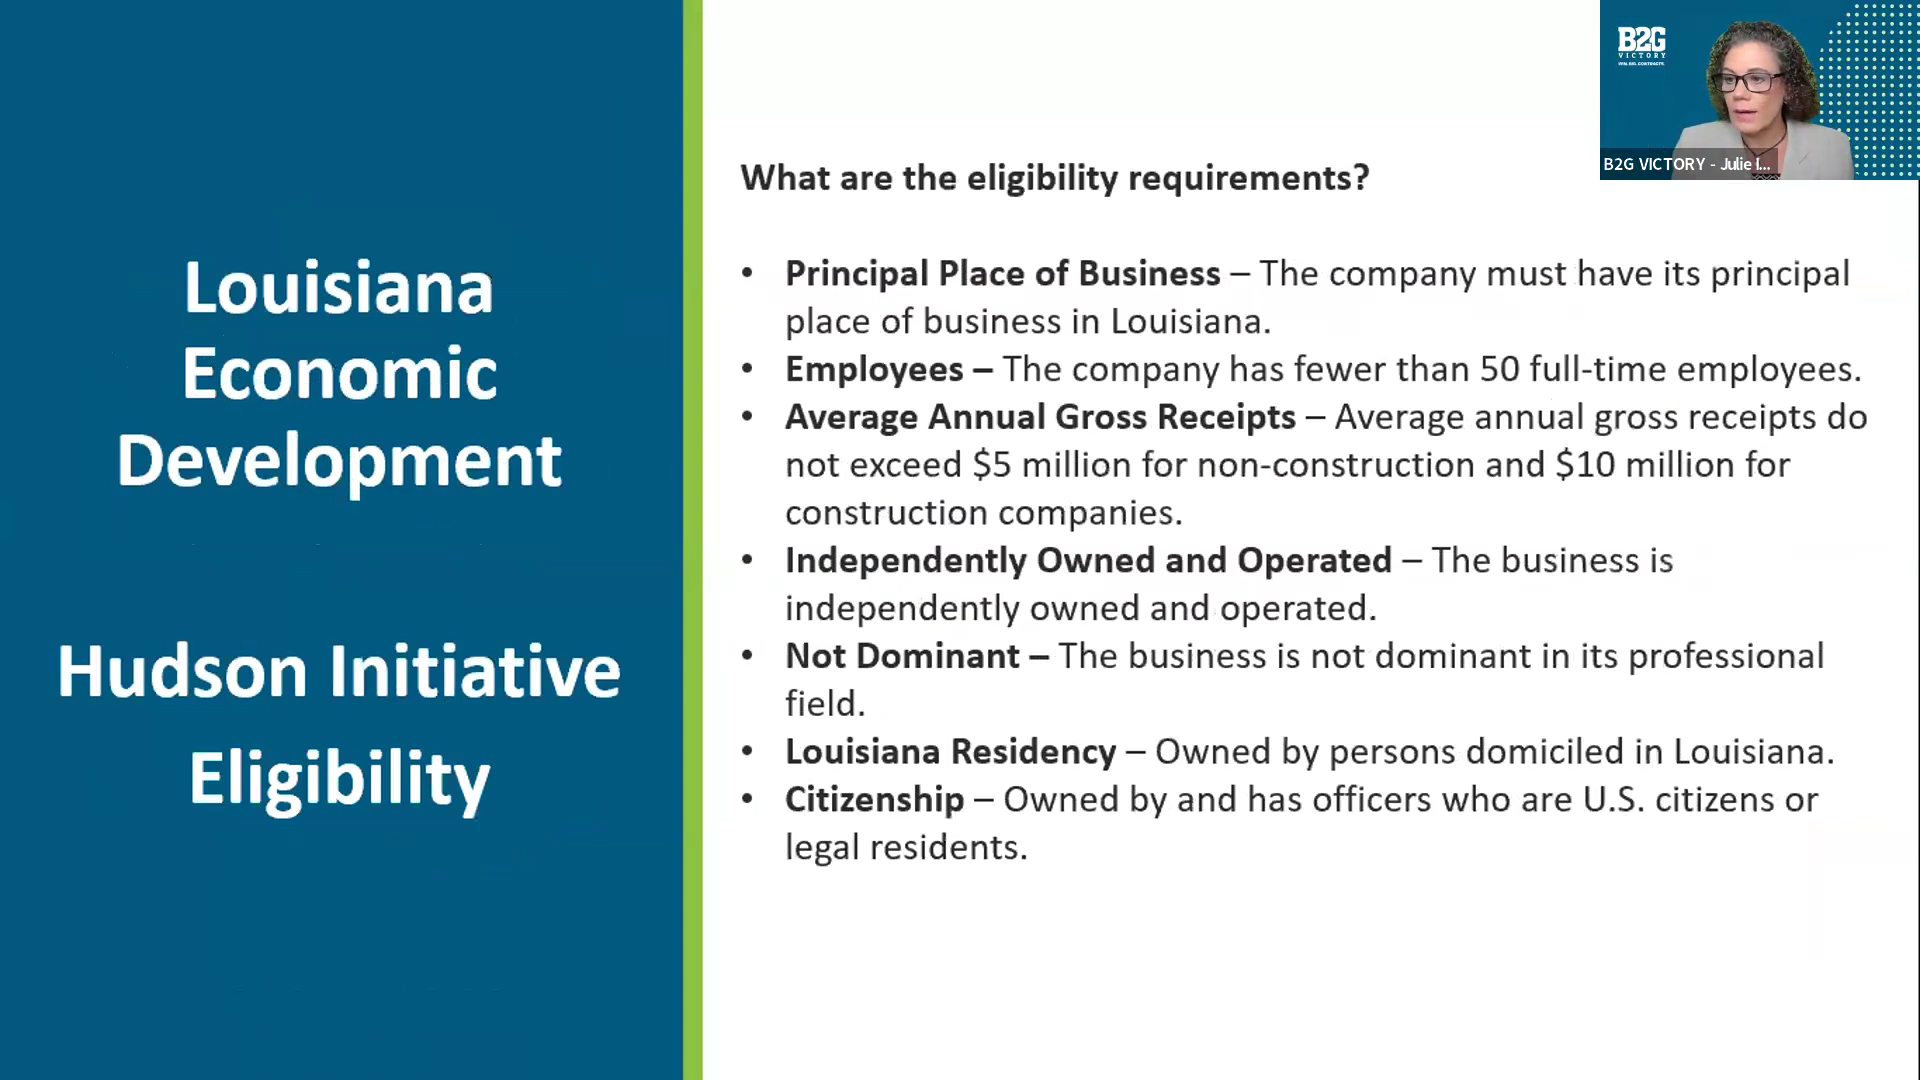 Louisiana
Economic
Development
Hudson Initiative
Eligibility
What are the eligibility requirements?
• Principal Place of Business – The company must have its principal
place of business in Louisiana.
• Employees – The company has fewer than 50 full-time employees.
• Average Annual Gross Receipts – Average annual gross receipts do
not exceed $5 million for non-construction and $10 million for
construction companies.
• Independently Owned and Operated – The business is
independently owned and operated.
• Not Dominant – The business is not dominant in its professional
field.
• Louisiana Residency – Owned by persons domiciled in Louisiana.
• Citizenship – Owned by and has officers who are U.S. citizens or
legal residents.
B2G
VICTORY
WIN. BIG. CONTRACTS.
B2G VICTORY - Julie I...